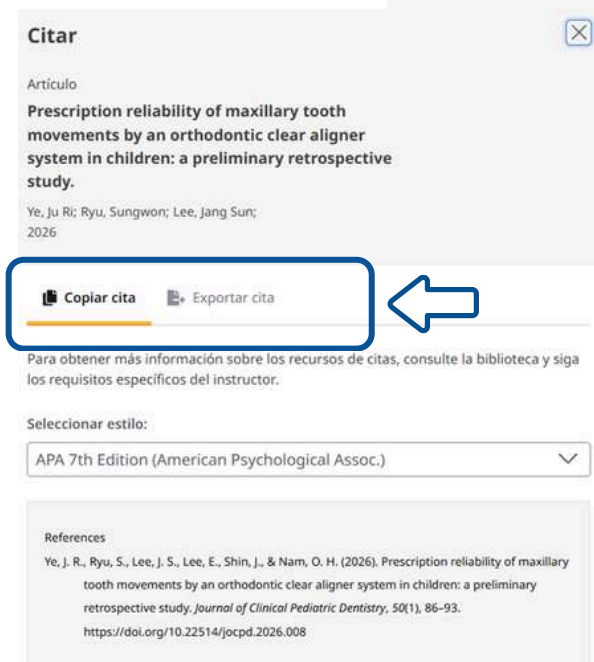 Citar
Artículo
Prescription reliability of maxillary tooth
movements by an orthodontic clear aligner
system in children: a preliminary retrospective
study.
Ye, Ju Ri; Ryu, Sungwon; Lee, Jang Sun;
2026
Copiar cita Exportar cita
Para obtener más información sobre los recursos de citas, consulte la biblioteca y siga
los requisitos específicos del instructor.
Seleccionar estilo:
APA 7th Edition (American Psychological Assoc.)
References
Ye, J. R., Ryu, S., Lee, J. S., Lee, E., Shin, J., & Nam, O. H. (2026). Prescription reliability of maxillary
tooth movements by an orthodontic clear aligner system in children: a preliminary
retrospective study. Journal of Clinical Pediatric Dentistry, 50(1), 86–93.
https://doi.org/10.22514/jocpd.2026.008